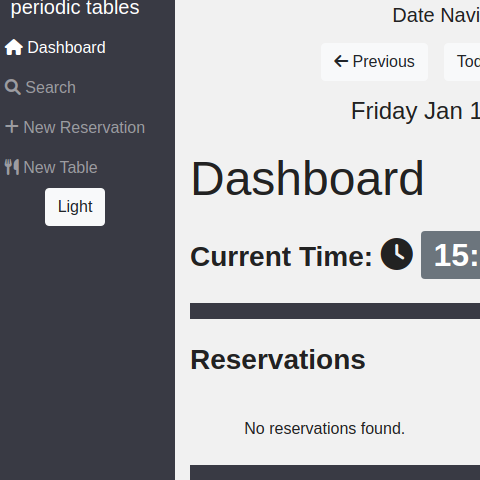 periodic tables
Dashboard
Search
New Reservation
New Table
Light
Date Navi
Previous
Tod
Friday Jan 1
Dashboard
Current Time: 15:
Reservations
No reservations found.